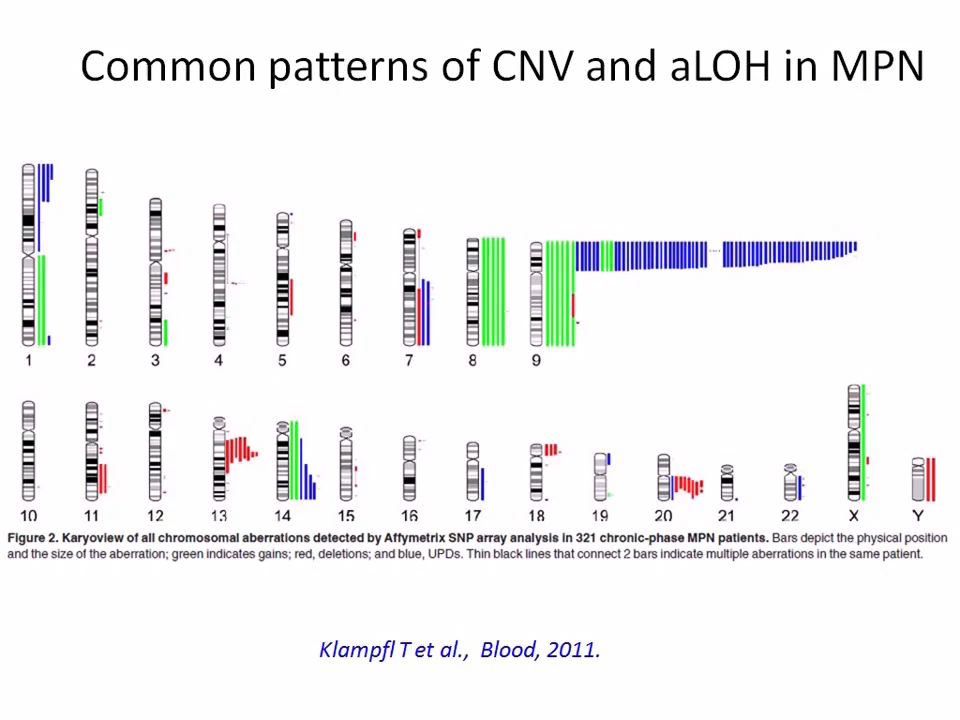 Common patterns of CNV and aLOH in MPN
1 2 3 4 5 6 7 8 9
10 11 12 13 14 15 16 17 18 19 20 21 22 X Y
Figure 2. Karyoview of all chromosomal aberrations detected by Affymetrix SNP array analysis in 321 chronic-phase MPN patients. Bars depict the physical position
and the size of the aberration; green indicates gains; red, deletions; and blue, UPDs. Thin black lines that connect 2 bars indicate multiple aberrations in the same patient.
Klampfl T et al., Blood, 2011.